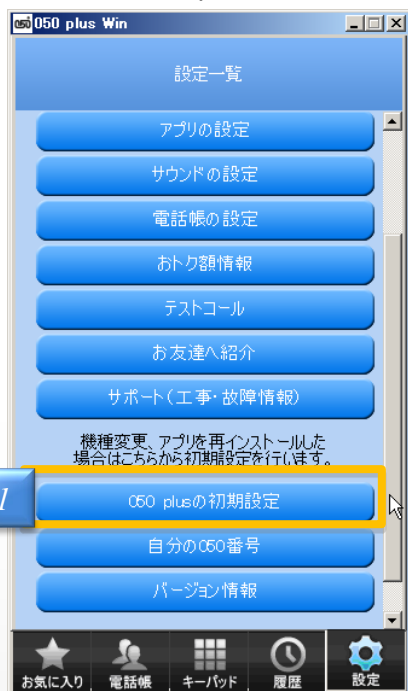 050 050 plus Win
設定一覧
アプリの設定
サウンドの設定
電話帳の設定
おトク額情報
テストコール
お友達へ紹介
サポート(工事・故障情報)
機種変更、アプリを再インストールした
場合はこちらから初期設定を行います。
1
050 plusの初期設定
自分の050番号
バージョン情報
お気に入り 電話帳 キーパッド 履歴 設定